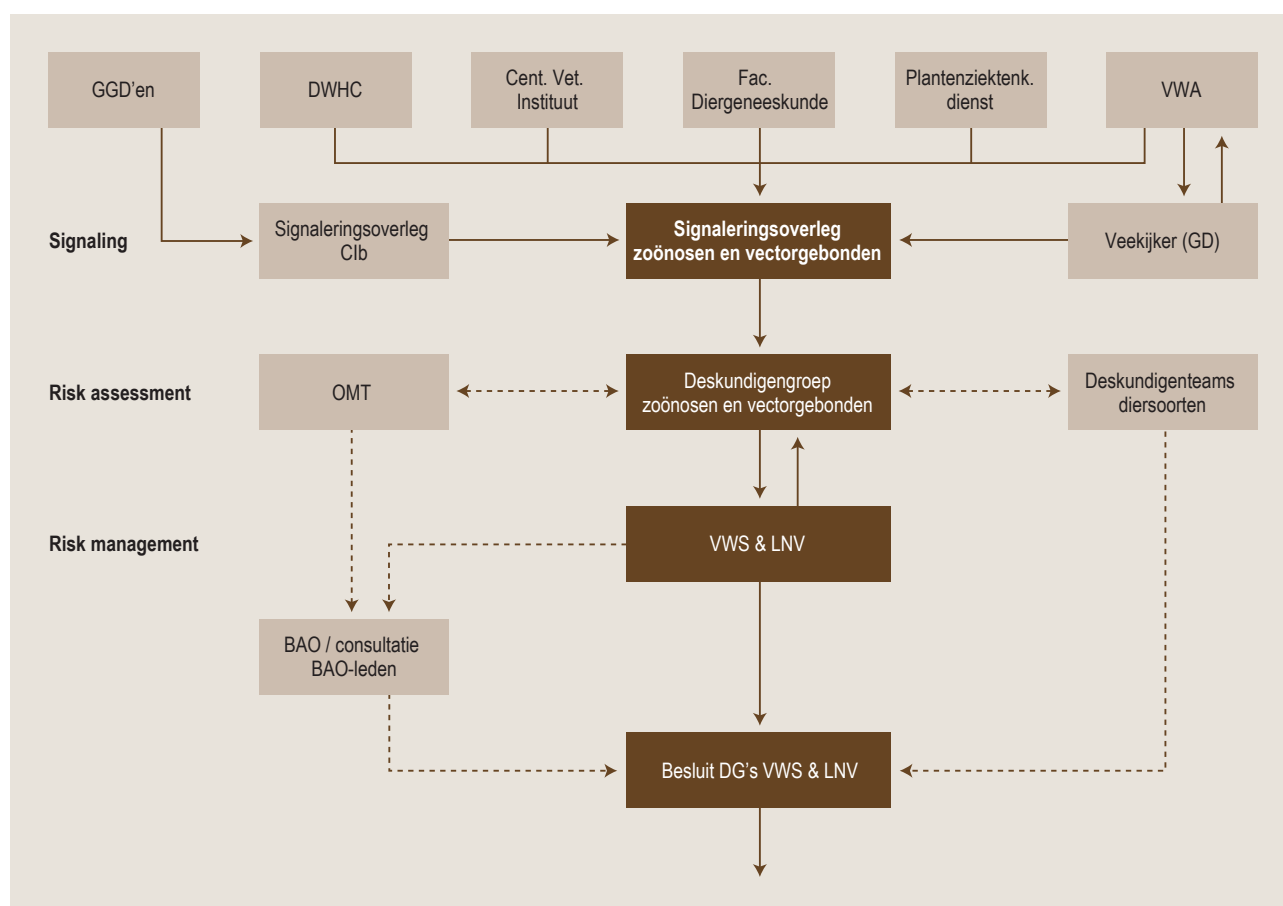 GGD'en
DWHC
Cent. Vet.
Instituut
Fac.
Diergeneeskunde
Plantenziektenk.
dienst
VWA
Signaling
Signaleringsoverleg
CIb
Signaleringsoverleg
zoönosen en vectorgebonden
Veekijker (GD)
Risk assessment
OMT
Deskundigengroep
zoönosen en vectorgebonden
Deskundigenteams
diersoorten
Risk management
VWS & LNV
BAO / consultatie
BAO-leden
Besluit DG's VWS & LNV